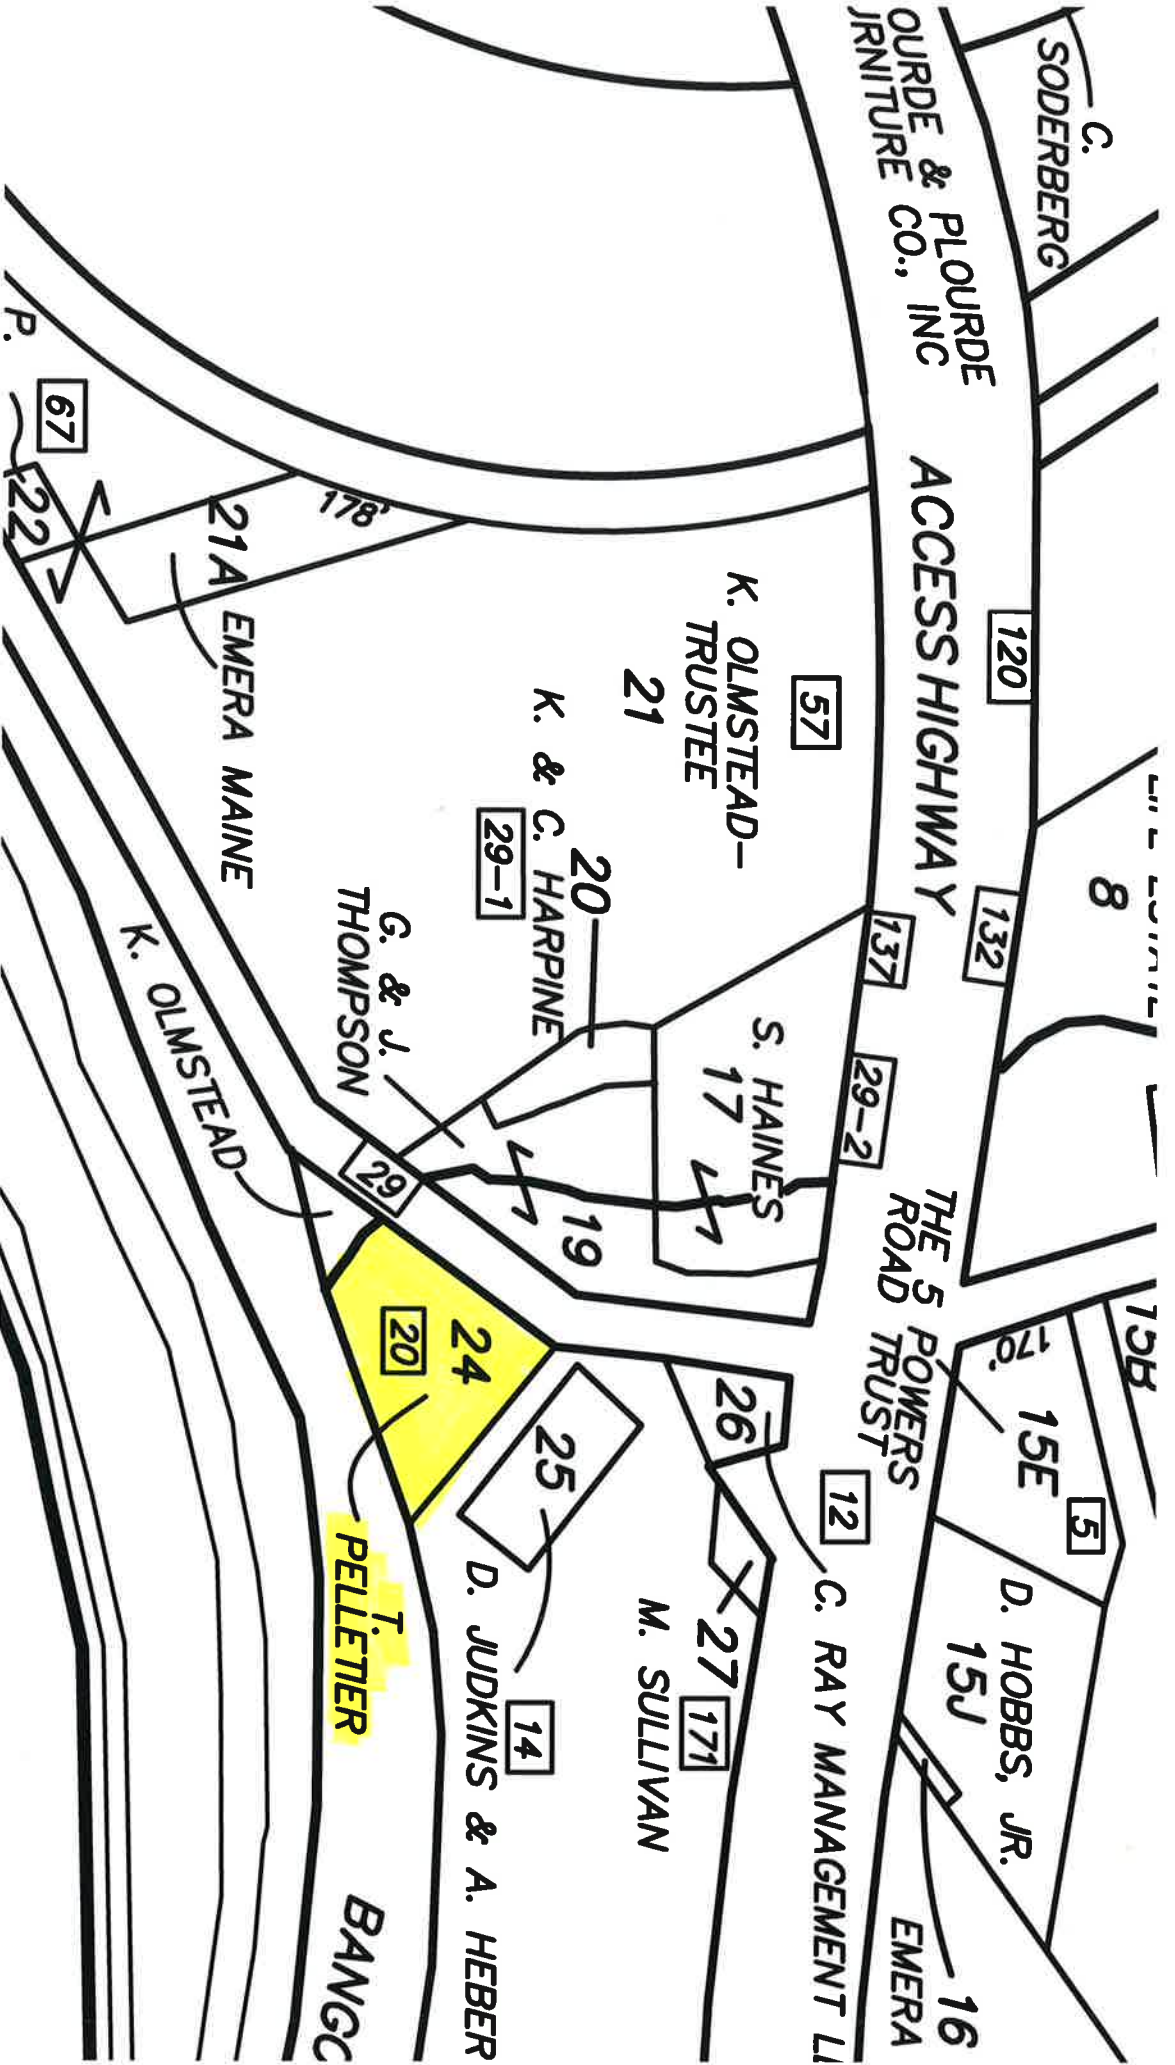 C.
SODERBERG
OURDE & PLOURDE
URNITURE CO., INC
ACCESS HIGHWAY
120
132
8
137
29-2
57
K. OLMSTEAD-
TRUSTEE
21
20
K. & C. HARPINE
29-1
S. HAINES
17
G. & J.
THOMPSON
19
178'
21A
EMERA MAINE
P.
67
22
K. OLMSTEAD
29
24
20
T.
PELLETIER
25
14
D. JUDKINS & A. HEBER
26
12
C. RAY MANAGEMENT L
27
171
M. SULLIVAN
THE 5 POWERS
ROAD TRUST
15B
170'
15E
5
D. HOBBS, JR.
15J
16
EMERA
BANGO